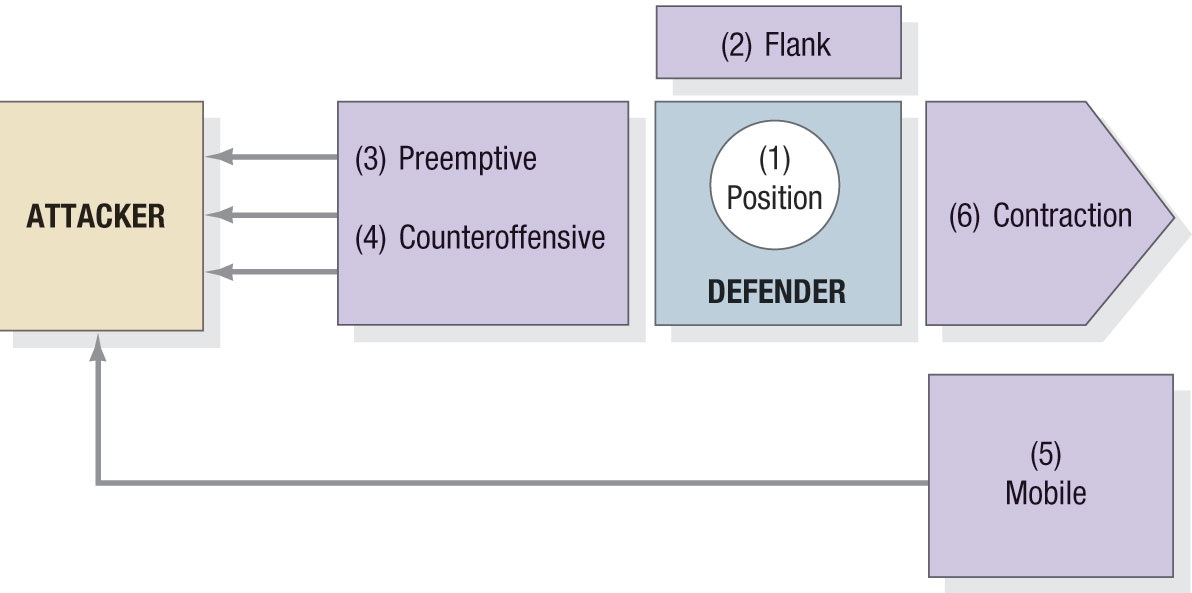 (2) Flank
ATTACKER
(3) Preemptive
(4) Counteroffensive
(1)
Position
DEFENDER
(6) Contraction
(5)
Mobile